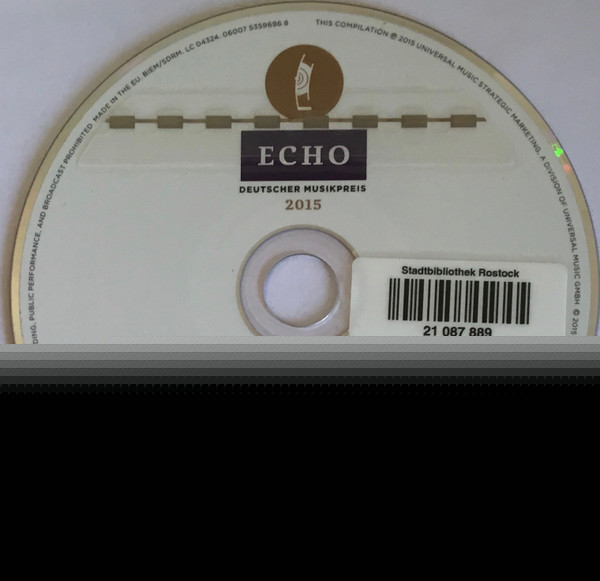 DING, PUBLIC PERFORMANCE, AND BROADCAST PROHIBITED. MADE IN THE EU. BIEM/SDRM. LC 04324. 06007 5359696 8
THIS COMPILATION ℗ 2015 UNIVERSAL MUSIC STRATEGIC MARKETING, A DIVISION OF UNIVERSAL MUSIC GMBH © 2015
ECHO
DEUTSCHER MUSIKPREIS
2015
Stadtbibliothek Rostock
21 087 889